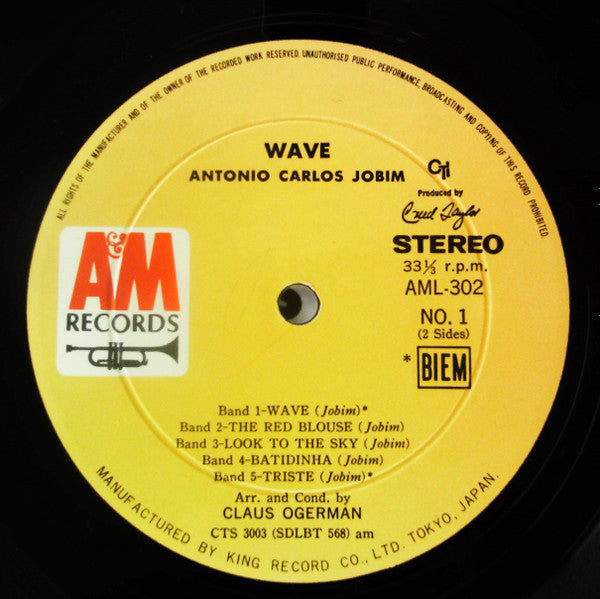 ALL RIGHTS OF THE MANUFACTURER AND OF THE OWNER OF THE RECORDED WORK RESERVED. UNAUTHORISED PUBLIC PERFORMANCE, BROADCASTING AND COPYING OF THIS RECORD PROHIBITED.
WAVE
ANTONIO CARLOS JOBIM
CTi
Produced by
Creed Taylor
STEREO
33⅓ r.p.m.
AML-302
NO. 1
(2 Sides)
* BIEM
A&M
RECORDS
Band 1-WAVE (Jobim)*
Band 2-THE RED BLOUSE (Jobim)
Band 3-LOOK TO THE SKY (Jobim)
Band 4-BATIDINHA (Jobim)
Band 5-TRISTE (Jobim)*
Arr. and Cond. by
CLAUS OGERMAN
CTS 3003 (SDLBT 568) am
MANUFACTURED BY KING RECORD CO., LTD. TOKYO, JAPAN.